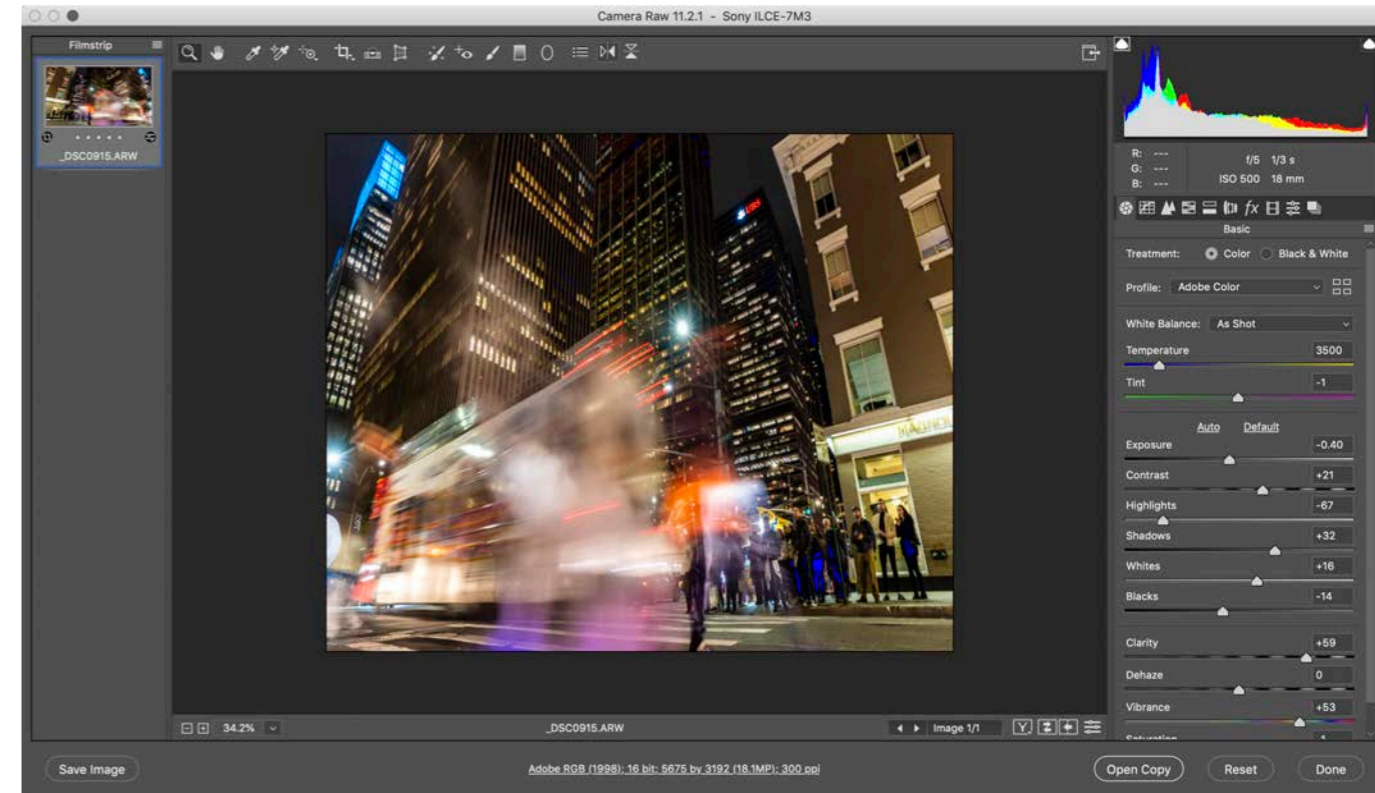 Camera Raw 11.2.1 - Sony ILCE-7M3
Filmstrip
_DSC0915.ARW
UBS
R: ---
G: ---
B: ---
f/5 1/3 s
ISO 500 18 mm
fx
Basic
Treatment: Color Black & White
Profile: Adobe Color
White Balance: As Shot
Temperature 3500
Tint -1
Auto Default
Exposure -0.40
Contrast +21
Highlights -67
Shadows +32
Whites +16
Blacks -14
Clarity +59
Dehaze 0
Vibrance +53
Saturation
34.2%
_DSC0915.ARW
Image 1/1
Y
Save Image
Adobe RGB (1998); 16 bit; 5675 by 3192 (18.1MP); 300 ppi
Open Copy
Reset
Done